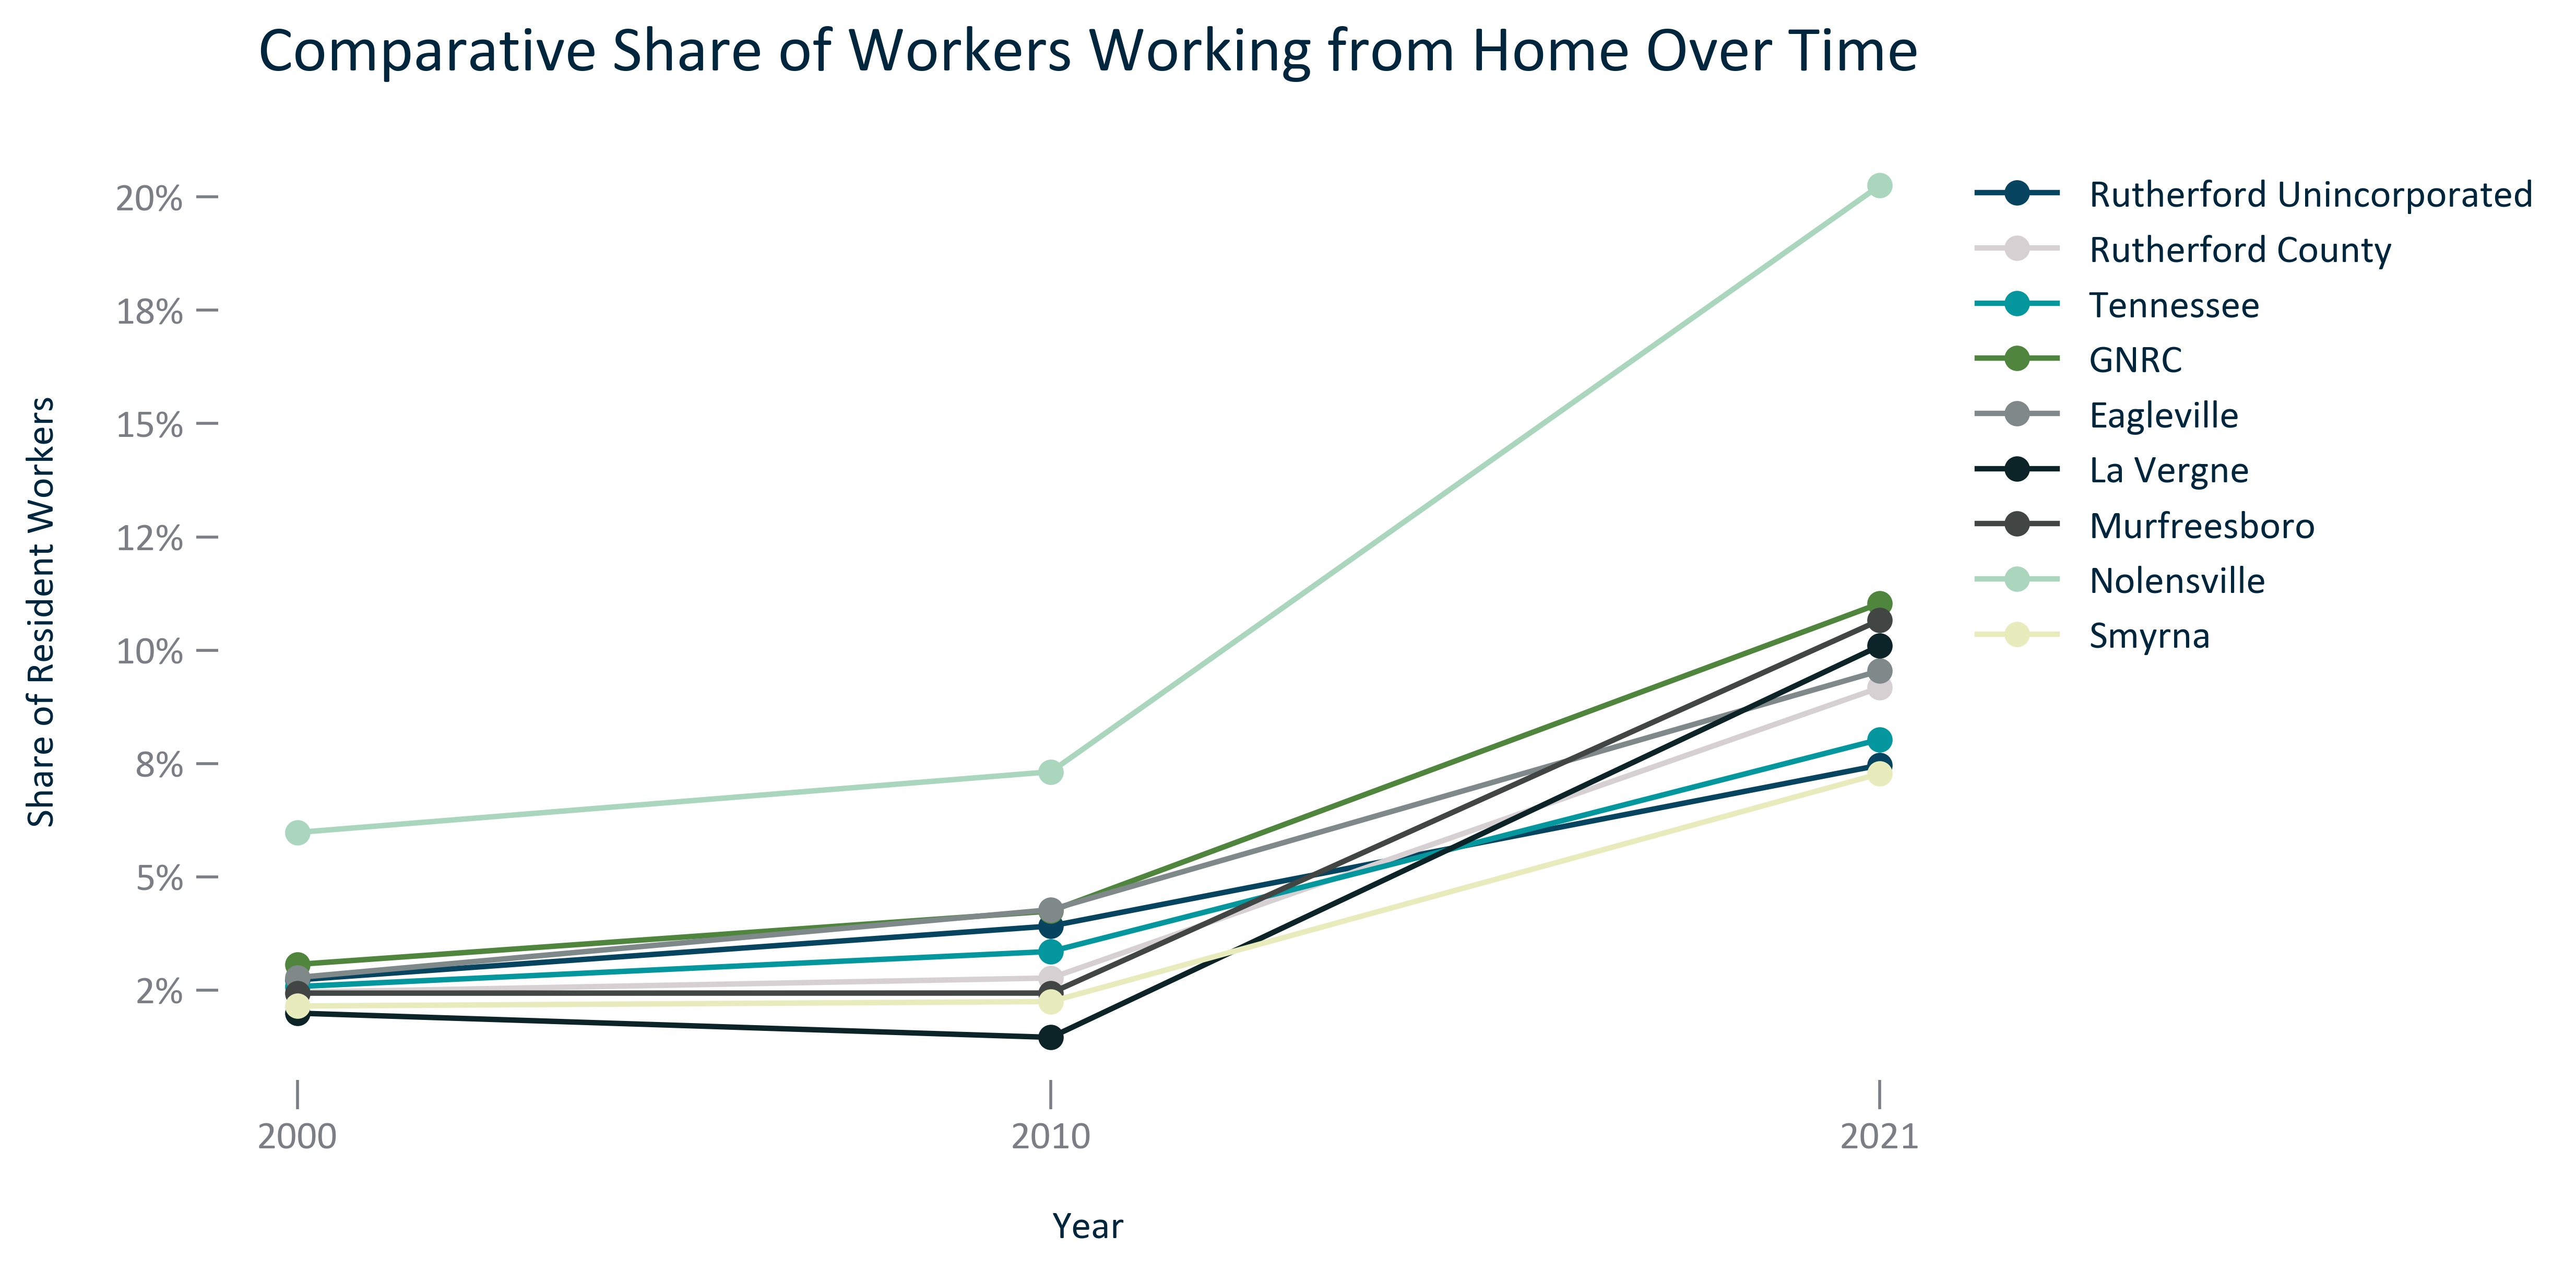 Comparative Share of Workers Working from Home Over Time
Share of Resident Workers
20%
18%
15%
12%
10%
8%
5%
2%
2000
2010
2021
Year
Rutherford Unincorporated
Rutherford County
Tennessee
GNRC
Eagleville
La Vergne
Murfreesboro
Nolensville
Smyrna